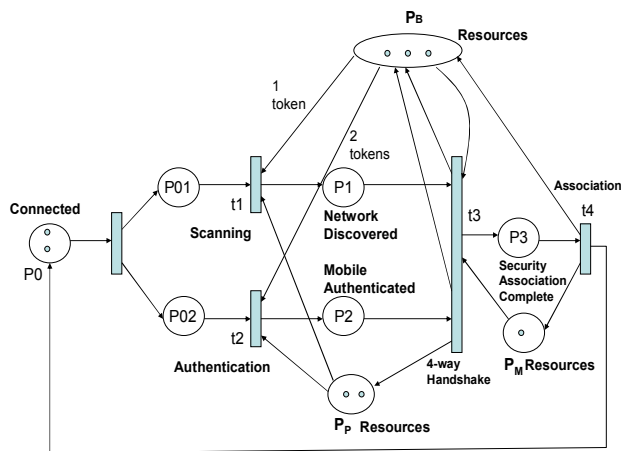 PB
Resources
1
token
2
tokens
P01
P1
Association
Connected
t1
Network
Discovered
t3
P3
t4
Scanning
P0
Mobile
Authenticated
Security
Association
Complete
P02
P2
t2
Authentication
4-way
Handshake
PM Resources
PP Resources